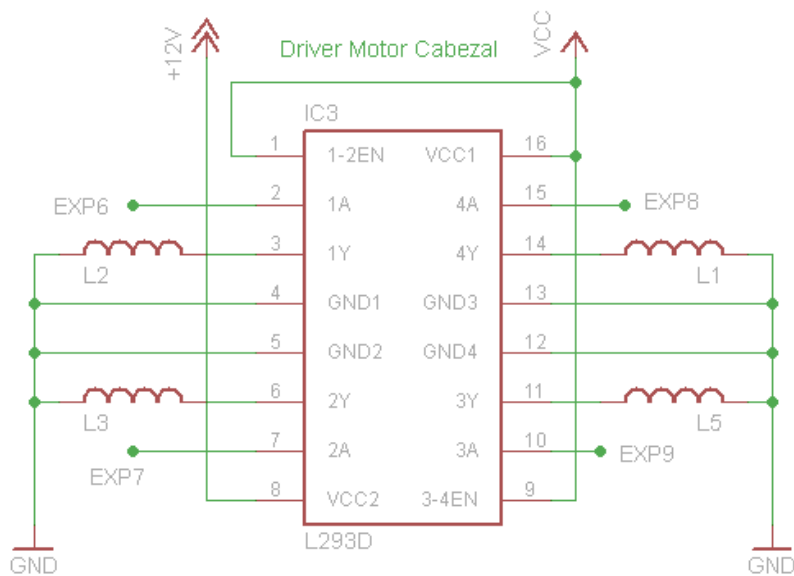 +12V
Driver Motor Cabezal
VCC
IC3
1 1-2EN VCC1 16
EXP6 2 1A 4A 15 EXP8
3 1Y 4Y 14
L2 L1
4 GND1 GND3 13
5 GND2 GND4 12
6 2Y 3Y 11
L3 L5
7 2A 3A 10
EXP7 EXP9
8 VCC2 3-4EN 9
L293D
GND GND